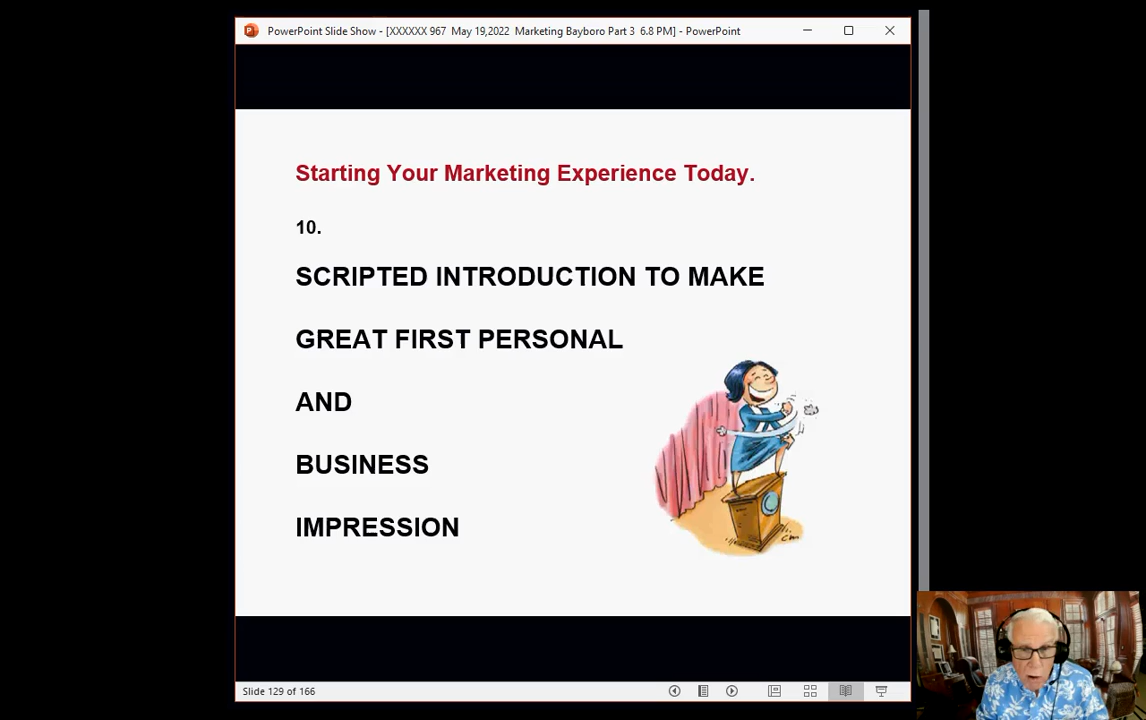 PowerPoint Slide Show - [XXXXXX 967  May 19,2022  Marketing Bayboro Part 3  6.8 PM] - PowerPoint
Starting Your Marketing Experience Today.
10.
SCRIPTED INTRODUCTION TO MAKE
GREAT FIRST PERSONAL
AND
BUSINESS
IMPRESSION
Slide 129 of 166